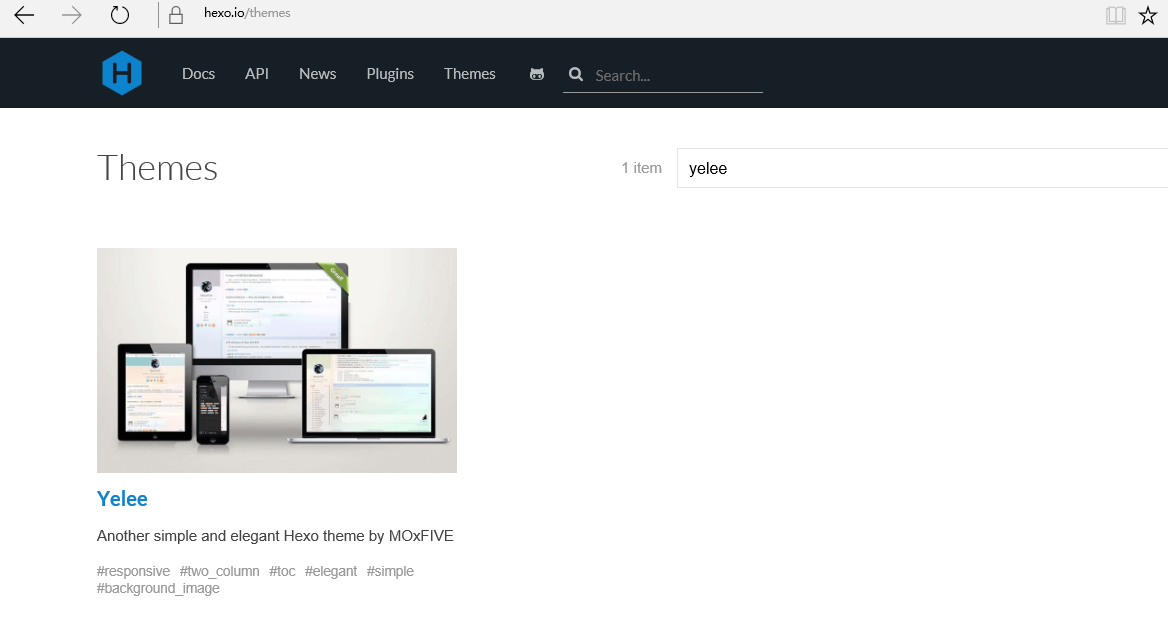 hexo.io/themes
H Docs API News Plugins Themes Search...
Themes 1 item yelee
Yelee
Another simple and elegant Hexo theme by MOxFIVE
#responsive #two_column #toc #elegant #simple
#background_image